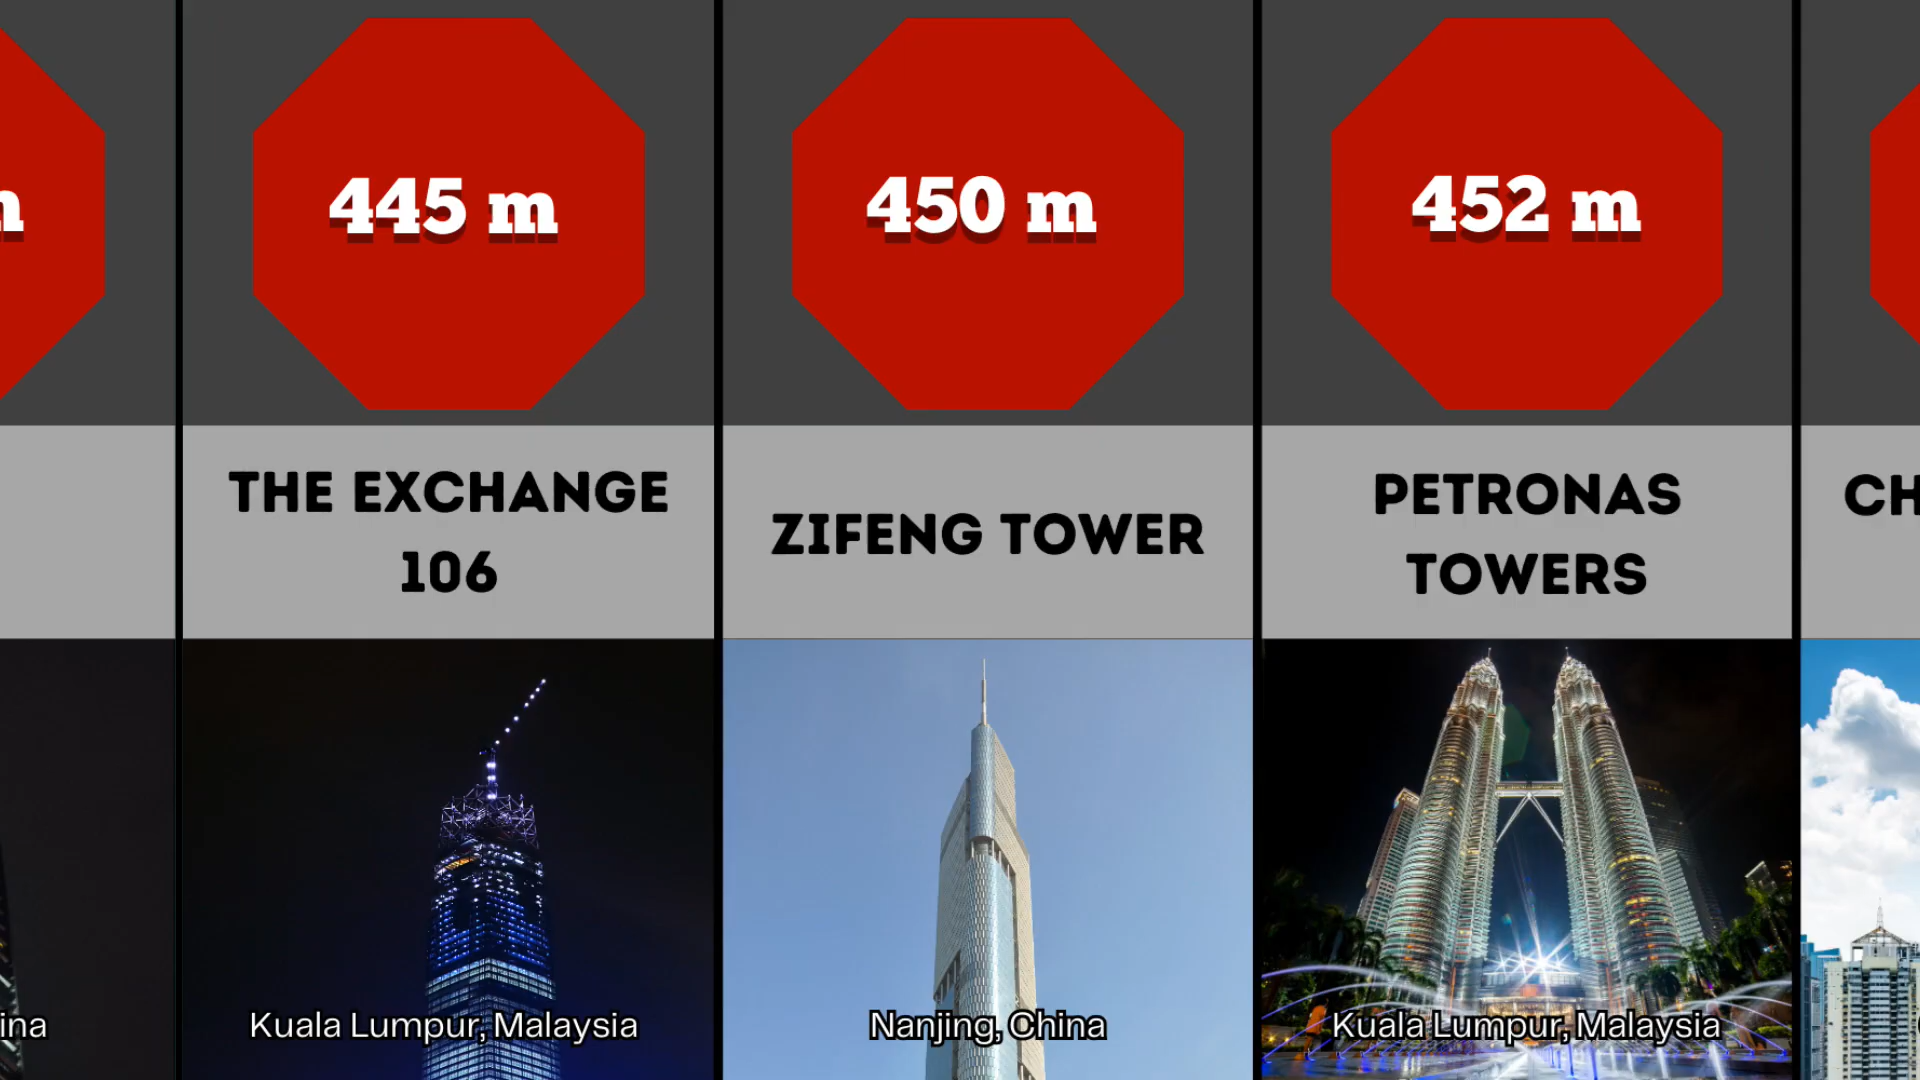 445 m
450 m
452 m
THE EXCHANGE
106
ZIFENG TOWER
PETRONAS
TOWERS
Kuala Lumpur, Malaysia
Nanjing, China
Kuala Lumpur, Malaysia